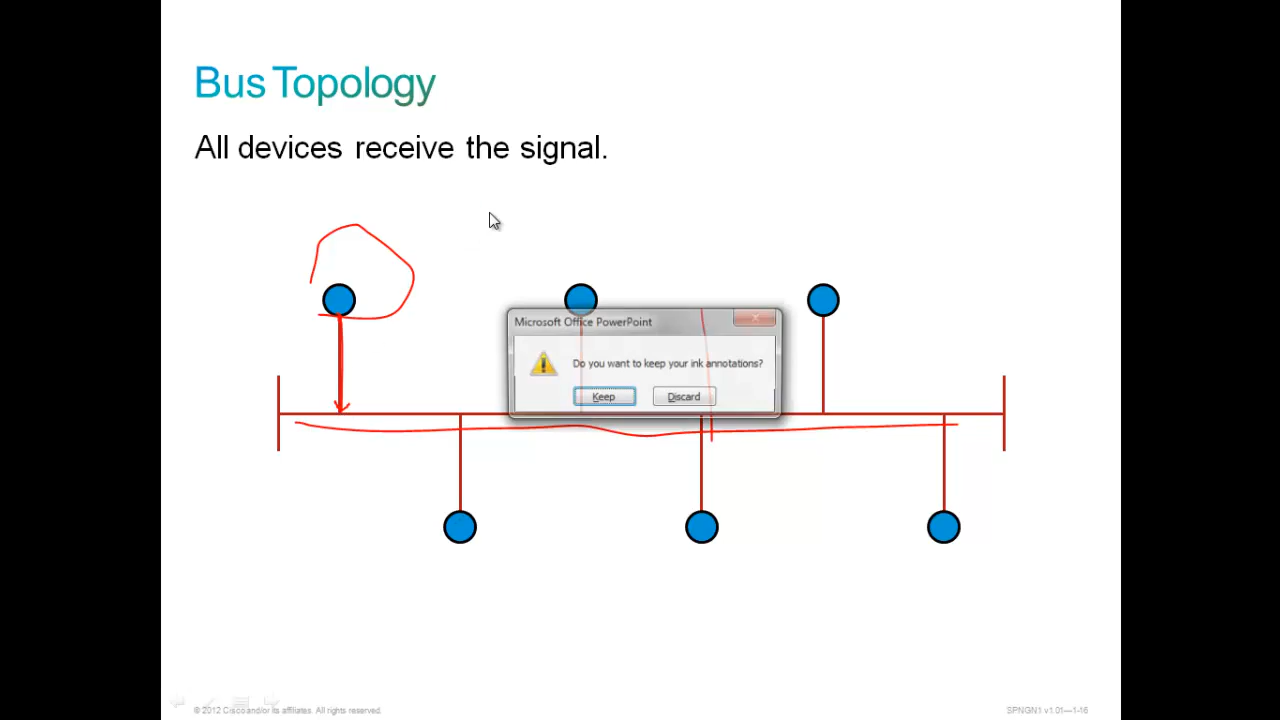 Bus Topology
All devices receive the signal.
Microsoft Office PowerPoint
Do you want to keep your ink annotations?
Keep
Discard
© 2012 Cisco and/or its affiliates. All rights reserved.
SPNGN1 v1.01—1-16